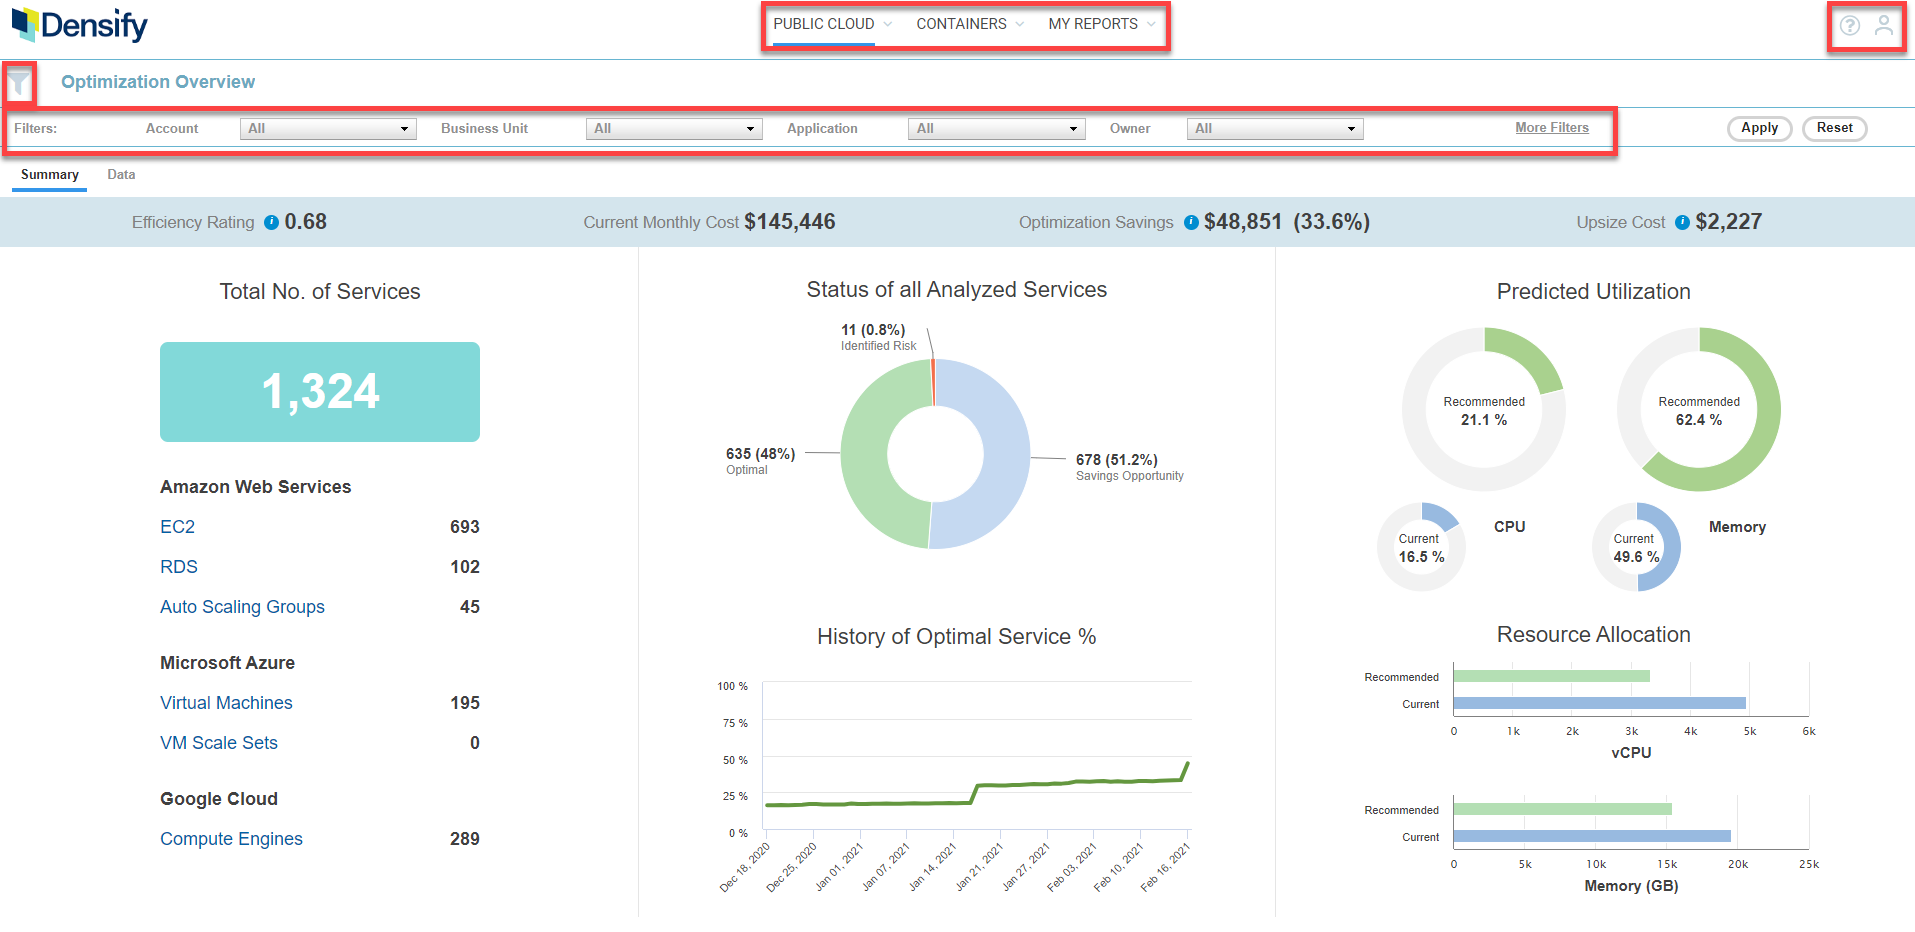 Densify
PUBLIC CLOUD CONTAINERS MY REPORTS
?
Optimization Overview
Filters: Account All Business Unit All Application All Owner All More Filters Apply Reset
Summary Data
Efficiency Rating i 0.68 Current Monthly Cost $145,446 Optimization Savings i $48,851 (33.6%) Upsize Cost i $2,227
Total No. of Services
1,324
Amazon Web Services
EC2 693
RDS 102
Auto Scaling Groups 45
Microsoft Azure
Virtual Machines 195
VM Scale Sets 0
Google Cloud
Compute Engines 289
Status of all Analyzed Services
11 (0.8%)
Identified Risk
635 (48%)
Optimal
678 (51.2%)
Savings Opportunity
History of Optimal Service %
100 %
75 %
50 %
25 %
0 %
Dec 18, 2020
Dec 25, 2020
Jan 01, 2021
Jan 07, 2021
Jan 14, 2021
Jan 21, 2021
Jan 27, 2021
Feb 03, 2021
Feb 10, 2021
Feb 16, 2021
Predicted Utilization
Recommended
21.1 %
Recommended
62.4 %
Current
16.5 %
CPU
Current
49.6 %
Memory
Resource Allocation
Recommended
Current
0 1k 2k 3k 4k 5k 6k
vCPU
Recommended
Current
0 5k 10k 15k 20k 25k
Memory (GB)